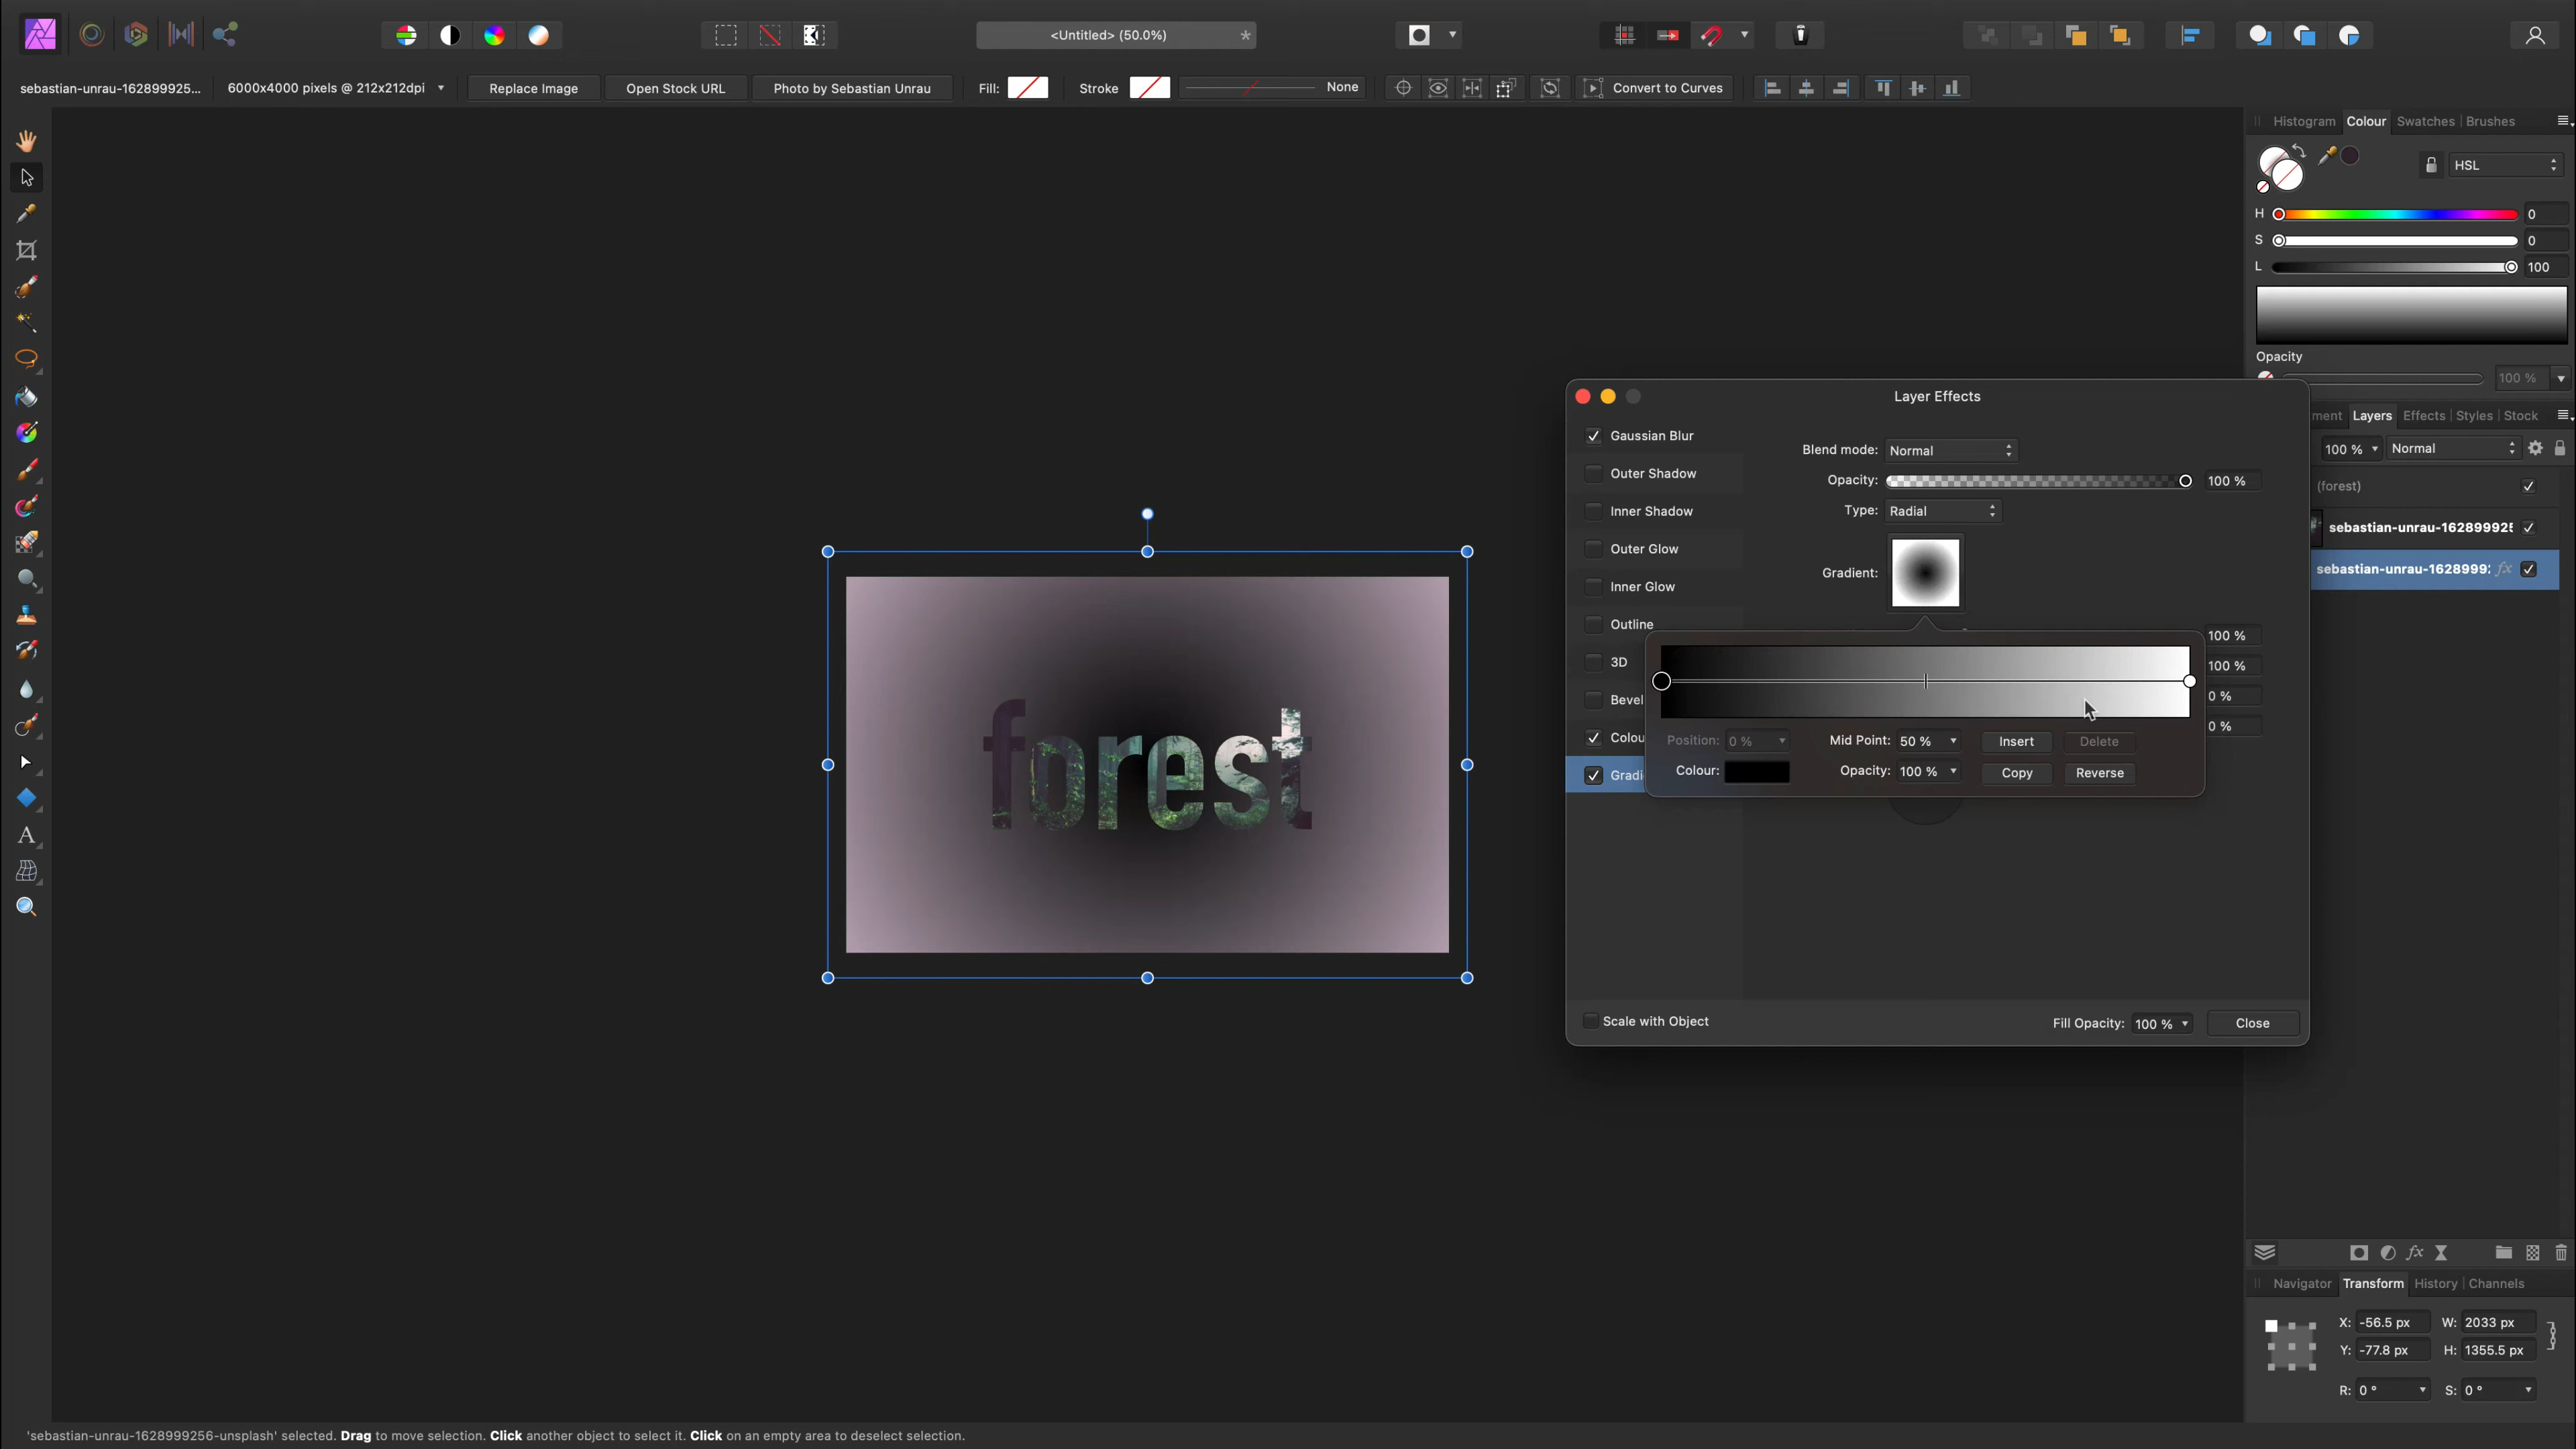 <Untitled> (50.0%)
*
sebastian-unrau-162899925...
6000x4000 pixels @ 212x212dpi
Replace Image
Open Stock URL
Photo by Sebastian Unrau
Fill:
Stroke
None
Convert to Curves
Histogram
Colour
Swatches
Brushes
HSL
H
0
S
0
L
100
Opacity
100 %
ment
Layers
Effects
Styles
Stock
100 %
Normal
(forest)
sebastian-unrau-16289992
sebastian-unrau-1628999: fx
Layer Effects
Gaussian Blur
Outer Shadow
Inner Shadow
Outer Glow
Inner Glow
Outline
3D
Bevel
Colou
Gradi
Blend mode: Normal
Opacity: 100 %
Type: Radial
Gradient:
100 %
100 %
0 %
0 %
Position: 0 %
Mid Point: 50 %
Insert
Delete
Colour:
Opacity: 100 %
Copy
Reverse
Scale with Object
Fill Opacity: 100 %
Close
forest
A
fx
Navigator
Transform
History
Channels
X: -56.5 px
W: 2033 px
Y: -77.8 px
H: 1355.5 px
R: 0 °
S: 0 °
'sebastian-unrau-1628999256-unsplash' selected. Drag to move selection. Click another object to select it. Click on an empty area to deselect selection.